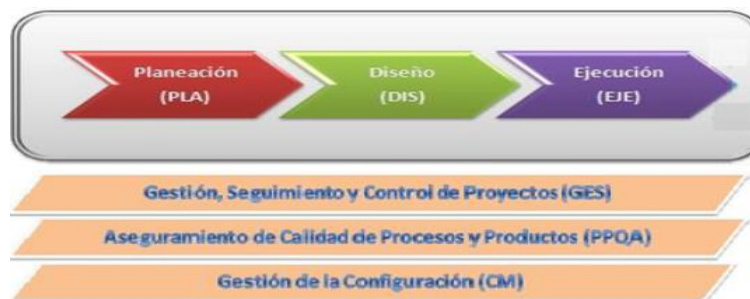 Planeación
(PLA)
Diseño
(DIS)
Ejecución
(EJE)
Gestión, Seguimiento y Control de Proyectos (GES)
Aseguramiento de Calidad de Procesos y Productos (PPQA)
Gestión de la Configuración (CM)